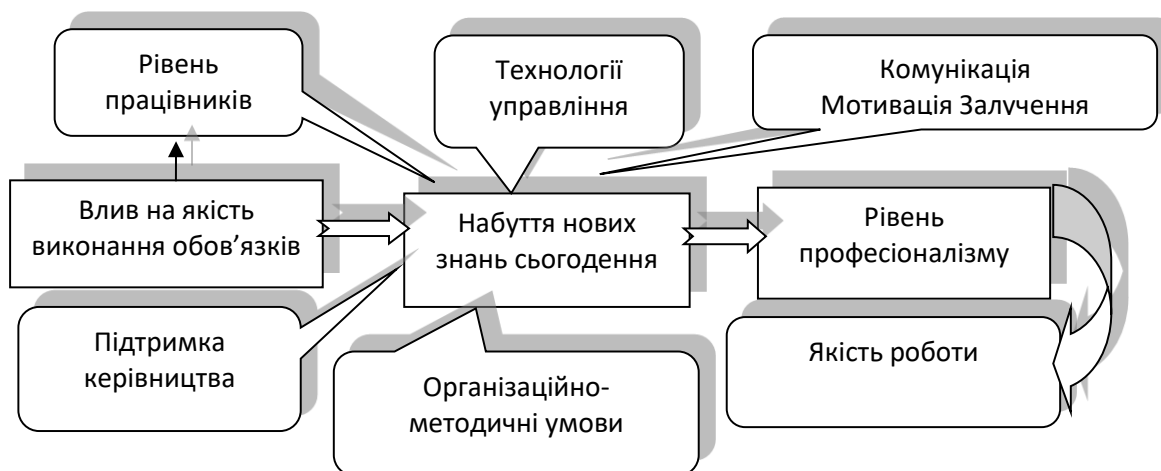 Рівень
працівників
Технології
управління
Комунікація
Мотивація Залучення
Влив на якість
виконання обов’язків
Набуття нових
знань сьогодення
Рівень
професіоналізму
Підтримка
керівництва
Організаційно-
методичні умови
Якість роботи